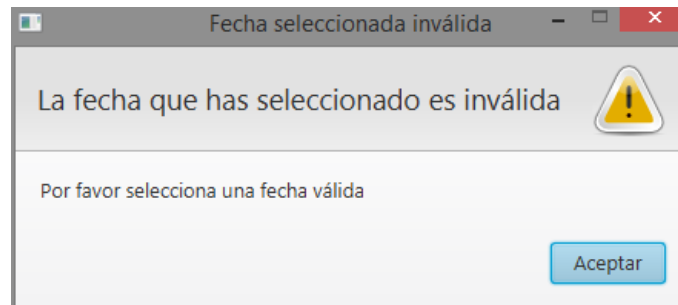 Fecha seleccionada inválida
La fecha que has seleccionado es inválida
Por favor selecciona una fecha válida
Aceptar